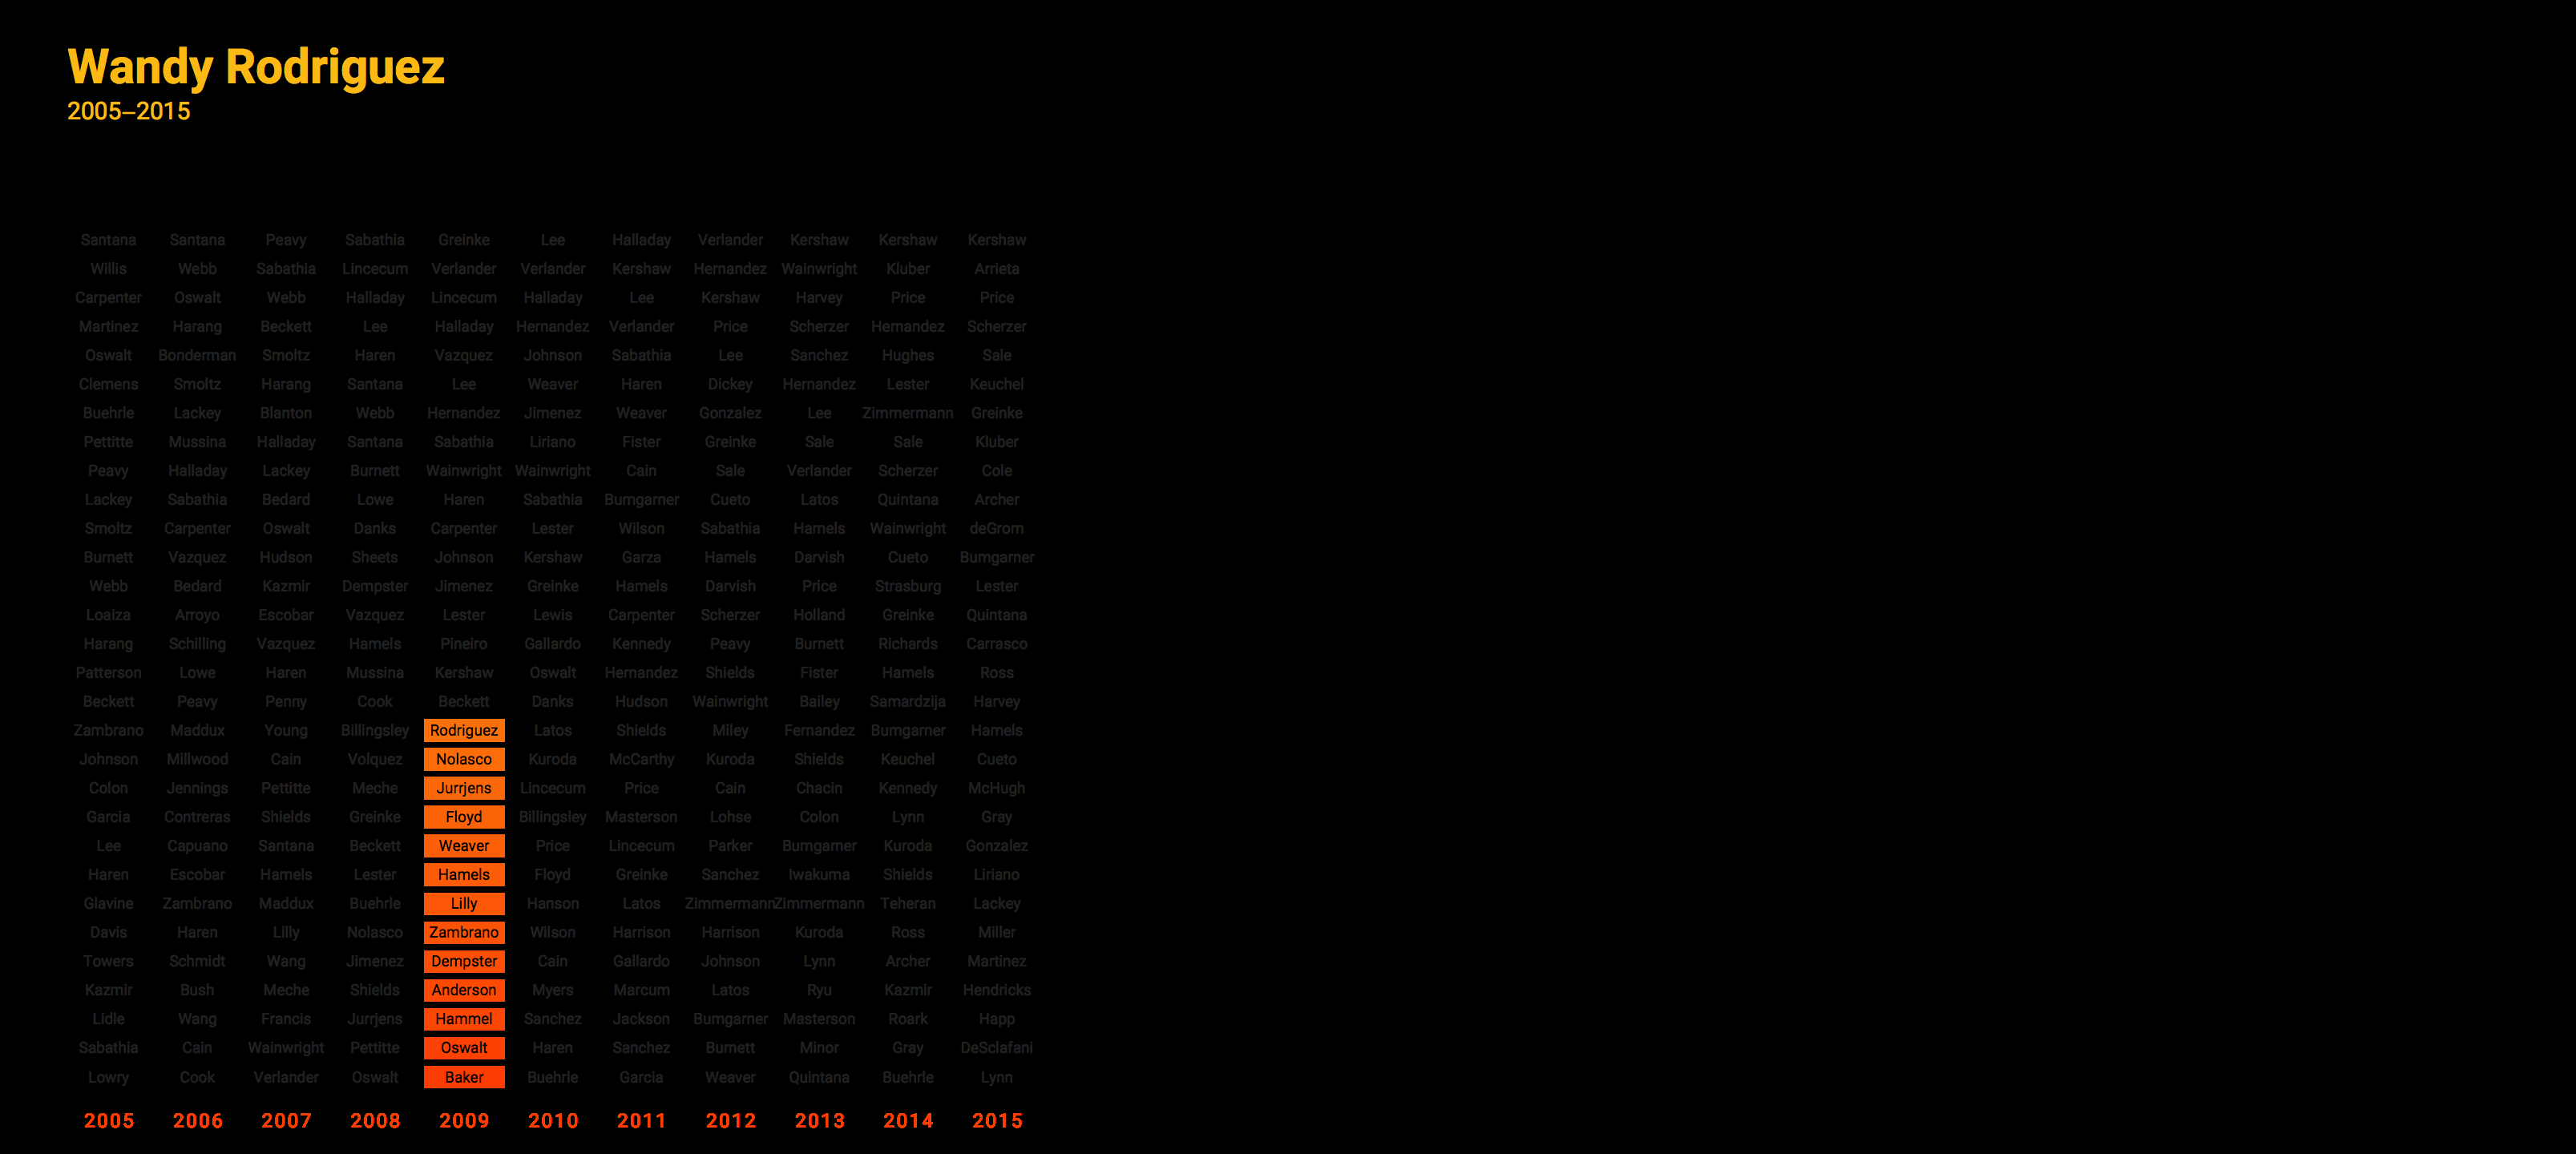 Wandy Rodriguez
2005–2015
Santana Santana Peavy Sabathia Greinke Lee Halladay Verlander Kershaw Kershaw Kershaw
Willis Webb Sabathia Lincecum Verlander Verlander Kershaw Hernandez Wainwright Kluber Arrieta
Carpenter Oswalt Webb Halladay Lincecum Halladay Lee Kershaw Harvey Price Price
Martinez Harang Beckett Lee Halladay Hernandez Verlander Price Scherzer Hernandez Scherzer
Oswalt Bonderman Smoltz Haren Vazquez Johnson Sabathia Lee Sanchez Hughes Sale
Clemens Smoltz Harang Santana Lee Weaver Haren Dickey Hernandez Lester Keuchel
Buehrle Lackey Blanton Webb Hernandez Jimenez Weaver Gonzalez Lee Zimmermann Greinke
Pettitte Mussina Halladay Santana Sabathia Liriano Fister Greinke Sale Sale Kluber
Peavy Halladay Lackey Burnett Wainwright Wainwright Cain Sale Verlander Scherzer Cole
Lackey Sabathia Bedard Lowe Haren Sabathia Bumgarner Cueto Latos Quintana Archer
Smoltz Carpenter Oswalt Danks Carpenter Lester Wilson Sabathia Hamels Wainwright deGrom
Burnett Vazquez Hudson Sheets Johnson Kershaw Garza Hamels Darvish Cueto Bumgarner
Webb Bedard Kazmir Dempster Jimenez Greinke Hamels Darvish Price Strasburg Lester
Loaiza Arroyo Escobar Vazquez Lester Lewis Carpenter Scherzer Holland Greinke Quintana
Harang Schilling Vazquez Hamels Pineiro Gallardo Kennedy Peavy Burnett Richards Carrasco
Patterson Lowe Haren Mussina Kershaw Oswalt Hernandez Shields Fister Hamels Ross
Beckett Peavy Penny Cook Beckett Danks Hudson Wainwright Bailey Samardzija Harvey
Zambrano Maddux Young Billingsley Rodriguez Latos Shields Miley Fernandez Bumgarner Hamels
Johnson Millwood Cain Volquez Nolasco Kuroda McCarthy Kuroda Shields Keuchel Cueto
Colon Jennings Pettitte Meche Jurrjens Lincecum Price Cain Chacin Kennedy McHugh
Garcia Contreras Shields Greinke Floyd Billingsley Masterson Lohse Colon Lynn Gray
Lee Capuano Santana Beckett Weaver Price Lincecum Parker Bumgarner Kuroda Gonzalez
Haren Escobar Hamels Lester Hamels Floyd Greinke Sanchez Iwakuma Shields Liriano
Glavine Zambrano Maddux Buehrle Lilly Hanson Latos Zimmermann Zimmermann Teheran Lackey
Davis Haren Lilly Nolasco Zambrano Wilson Harrison Harrison Kuroda Ross Miller
Towers Schmidt Wang Jimenez Dempster Cain Gallardo Johnson Lynn Archer Martinez
Kazmir Bush Meche Shields Anderson Myers Marcum Latos Ryu Kazmir Hendricks
Lidle Wang Francis Jurrjens Hammel Sanchez Jackson Bumgarner Masterson Roark Happ
Sabathia Cain Wainwright Pettitte Oswalt Haren Sanchez Burnett Minor Gray DeSclafani
Lowry Cook Verlander Oswalt Baker Buehrle Garcia Weaver Quintana Buehrle Lynn
2005 2006 2007 2008 2009 2010 2011 2012 2013 2014 2015